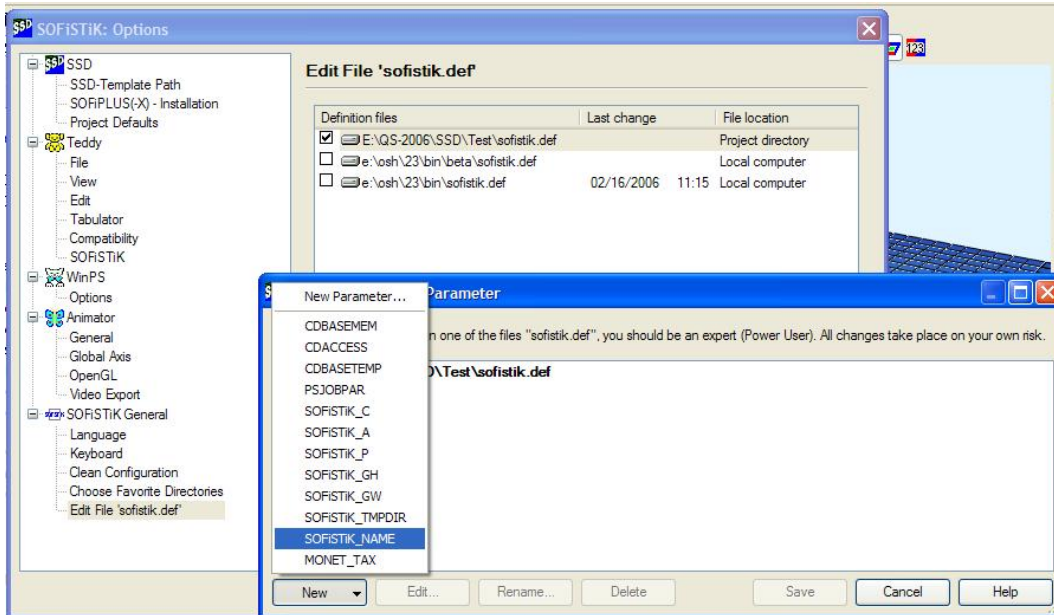 SOFiSTiK: Options
SSD
SSD-Template Path
SOFiPLUS(-X) - Installation
Project Defaults
Teddy
File
View
Edit
Tabulator
Compatibility
SOFiSTiK
WinPS
Options
Animator
General
Global Axis
OpenGL
Video Export
SOFiSTiK General
Language
Keyboard
Clean Configuration
Choose Favorite Directories
Edit File 'sofistik.def'
Edit File 'sofistik.def'
Definition files Last change File location
E:\QS-2006\SSD\Test\sofistik.def Project directory
e:\osh\23\bin\beta\sofistik.def Local computer
e:\osh\23\bin\sofistik.def 02/16/2006 11:15 Local computer
123
Parameter
one of the files "sofistik.def", you should be an expert (Power User). All changes take place on your own risk.
\Test\sofistik.def
New Parameter...
CDBASEMEM
CDACCESS
CDBASETEMP
PSJOBPAR
SOFiSTiK_C
SOFiSTiK_A
SOFiSTiK_P
SOFiSTiK_GH
SOFiSTiK_GW
SOFiSTiK_TMPDIR
SOFiSTiK_NAME
MONET_TAX
New Edit... Rename... Delete Save Cancel Help